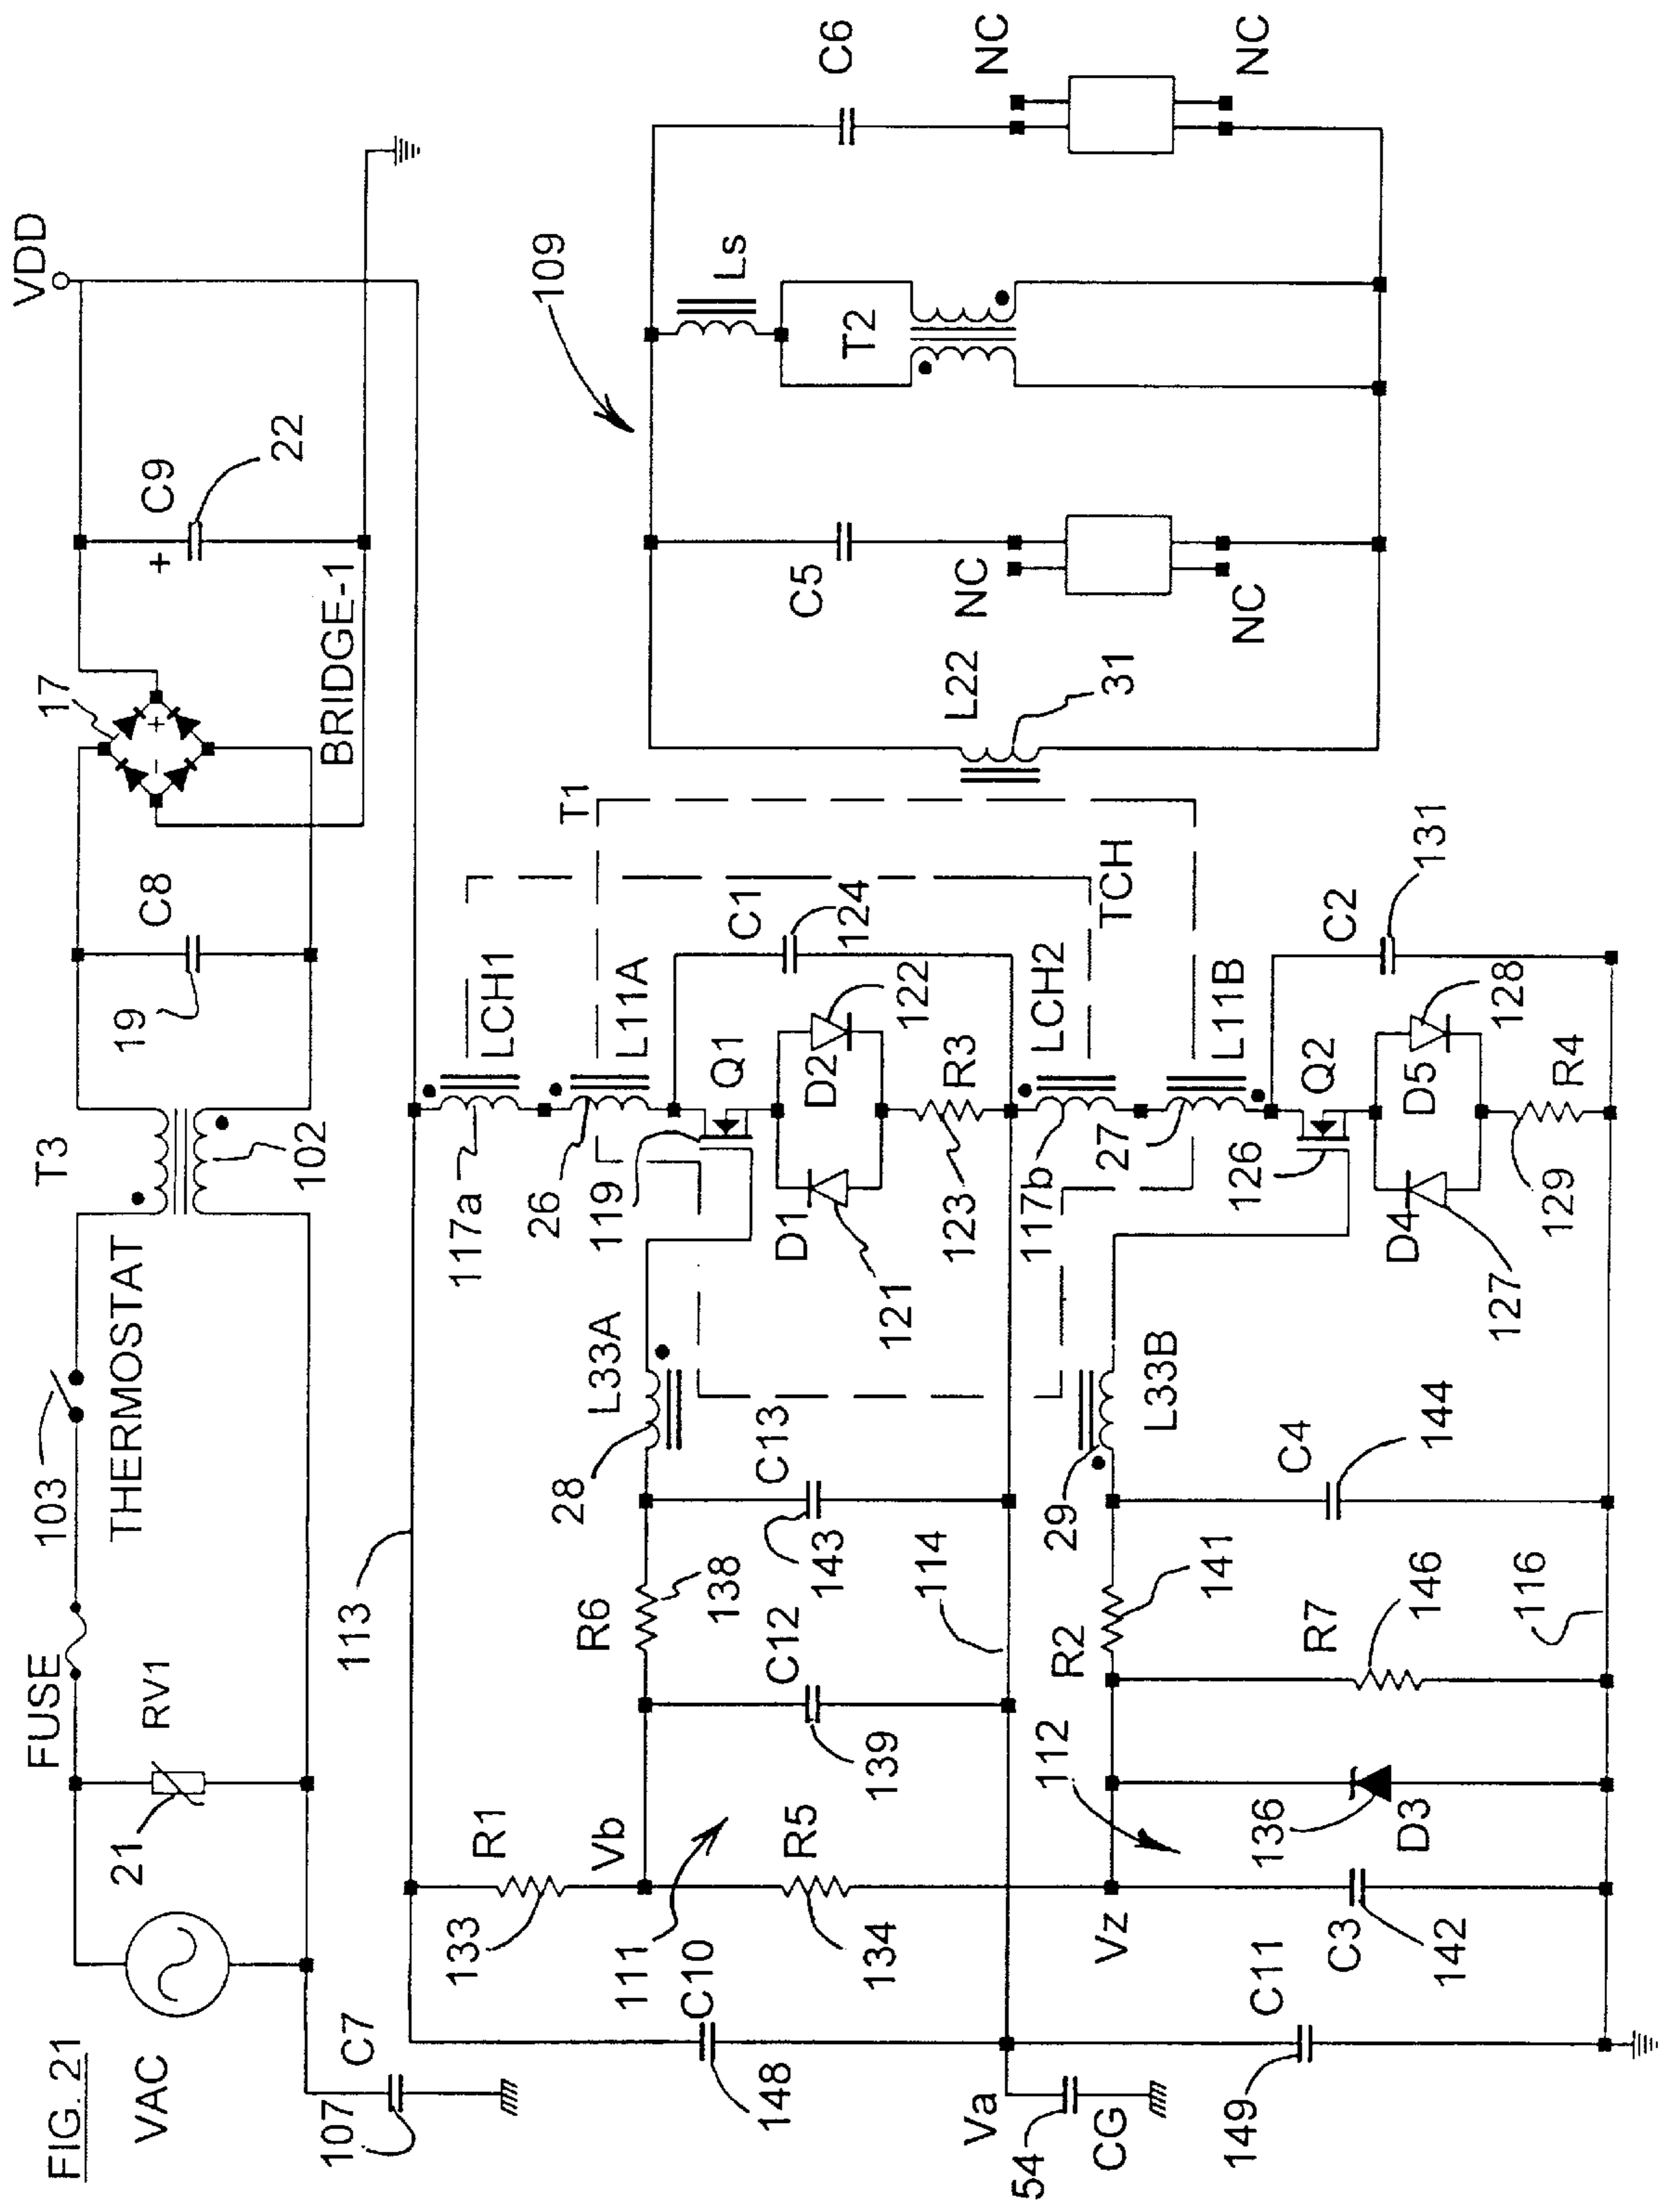 FIG. 21
VAC
C7
107
21
RV1
FUSE
103
THERMOSTAT
T3
102
19
C8
17
BRIDGE-1
+
-
+
C9
22
VDD
113
R1
133
Vb
111
C10
148
R5
134
Va
54
CG
C11
149
Vz
C3
142
112
136
D3
R7
146
116
R2
141
C4
144
114
R6
138
C12
139
C13
143
28
L33A
29
L33B
117a
LCH1
26
L11A
119
Q1
C1
124
D1
121
D2
122
123
R3
117b
LCH2
TCH
T1
27
L11B
126
Q2
C2
131
D4
127
D5
128
129
R4
109
L22
31
C5
NC
NC
T2
Ls
C6
NC
NC